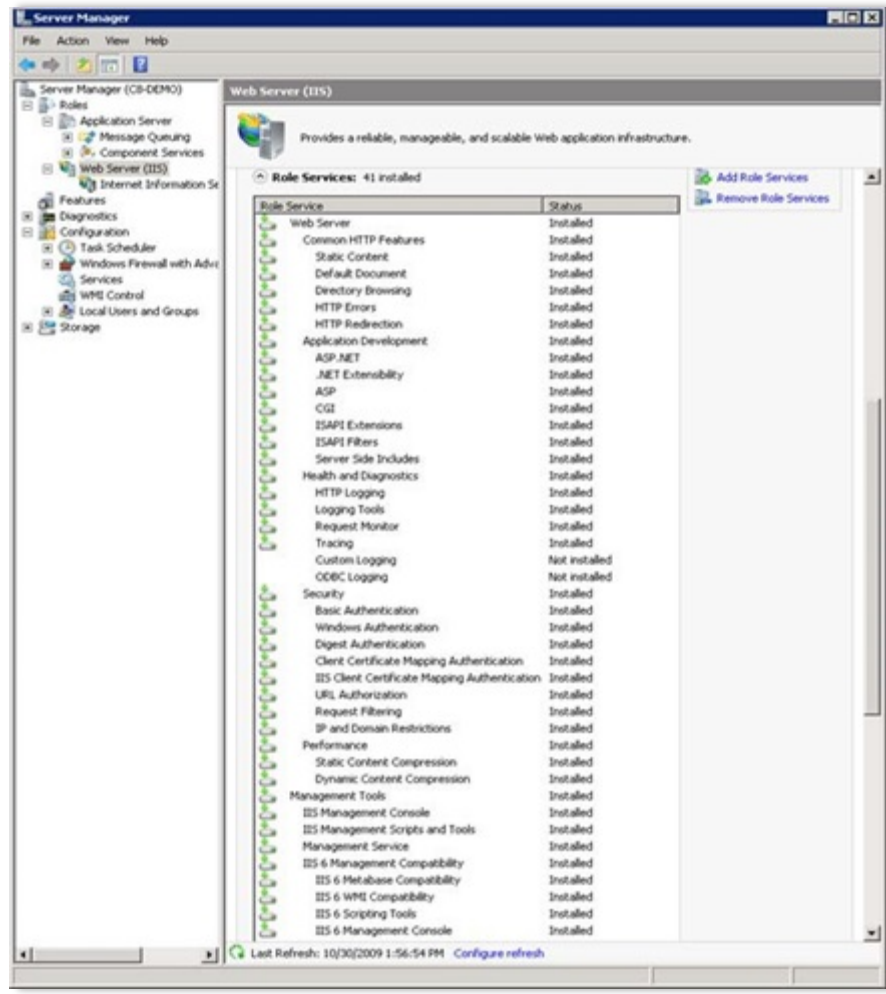 Server Manager
File Action View Help
Server Manager (C8-DEMO)
Roles
Application Server
Message Queuing
Component Services
Web Server (IIS)
Internet Information Se
Features
Diagnostics
Configuration
Task Scheduler
Windows Firewall with Adva
Services
WMI Control
Local Users and Groups
Storage
Web Server (IIS)
Provides a reliable, manageable, and scalable Web application infrastructure.
Role Services: 41 installed
Add Role Services
Remove Role Services
Role Service Status
Web Server Installed
Common HTTP Features Installed
Static Content Installed
Default Document Installed
Directory Browsing Installed
HTTP Errors Installed
HTTP Redirection Installed
Application Development Installed
ASP.NET Installed
.NET Extensibility Installed
ASP Installed
CGI Installed
ISAPI Extensions Installed
ISAPI Filters Installed
Server Side Includes Installed
Health and Diagnostics Installed
HTTP Logging Installed
Logging Tools Installed
Request Monitor Installed
Tracing Installed
Custom Logging Not installed
ODBC Logging Not installed
Security Installed
Basic Authentication Installed
Windows Authentication Installed
Digest Authentication Installed
Client Certificate Mapping Authentication Installed
IIS Client Certificate Mapping Authentication Installed
URL Authorization Installed
Request Filtering Installed
IP and Domain Restrictions Installed
Performance Installed
Static Content Compression Installed
Dynamic Content Compression Installed
Management Tools Installed
IIS Management Console Installed
IIS Management Scripts and Tools Installed
Management Service Installed
IIS 6 Management Compatibility Installed
IIS 6 Metabase Compatibility Installed
IIS 6 WMI Compatibility Installed
IIS 6 Scripting Tools Installed
IIS 6 Management Console Installed
Last Refresh: 10/30/2009 1:56:54 PM Configure refresh